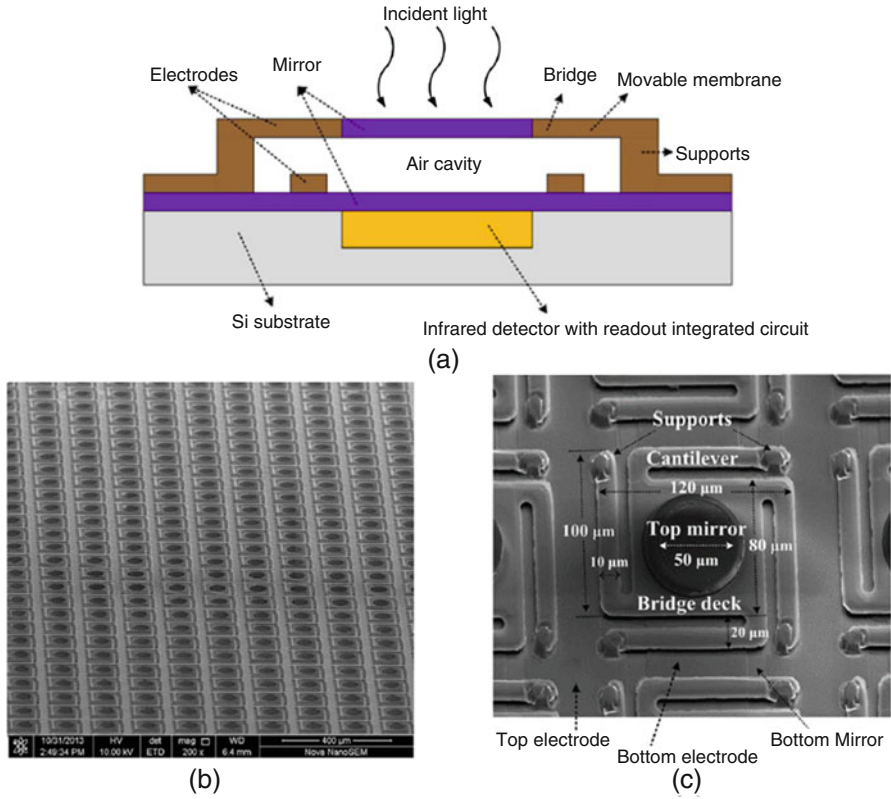 Incident light
Electrodes
Mirror
Bridge
Movable membrane
Air cavity
Supports
Si substrate
Infrared detector with readout integrated circuit
(a)
10/31/2013 HV det mag WD 400 µm
2:49:34 PM 10.00 kV ETD 200 x 6.4 mm Nova NanoSEM
(b)
Supports
Cantilever
120 µm
100 µm
Top mirror
80 µm
10 µm
50 µm
Bridge deck
20 µm
Top electrode
Bottom electrode
Bottom Mirror
(c)